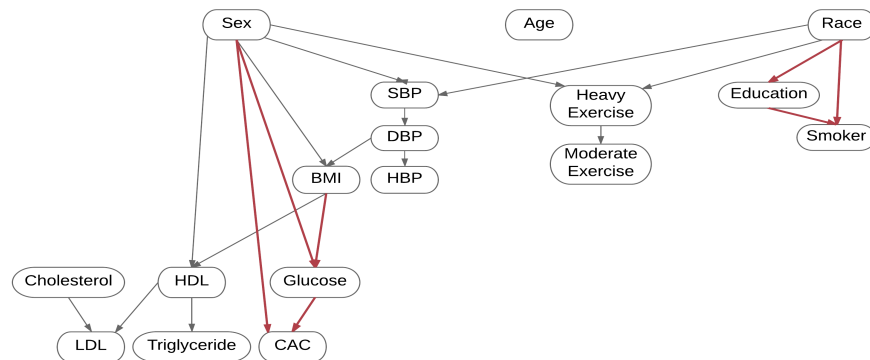 Sex
Age
Race
SBP
Heavy
Exercise
Education
DBP
Smoker
Moderate
Exercise
BMI
HBP
Cholesterol
HDL
Glucose
LDL
Triglyceride
CAC